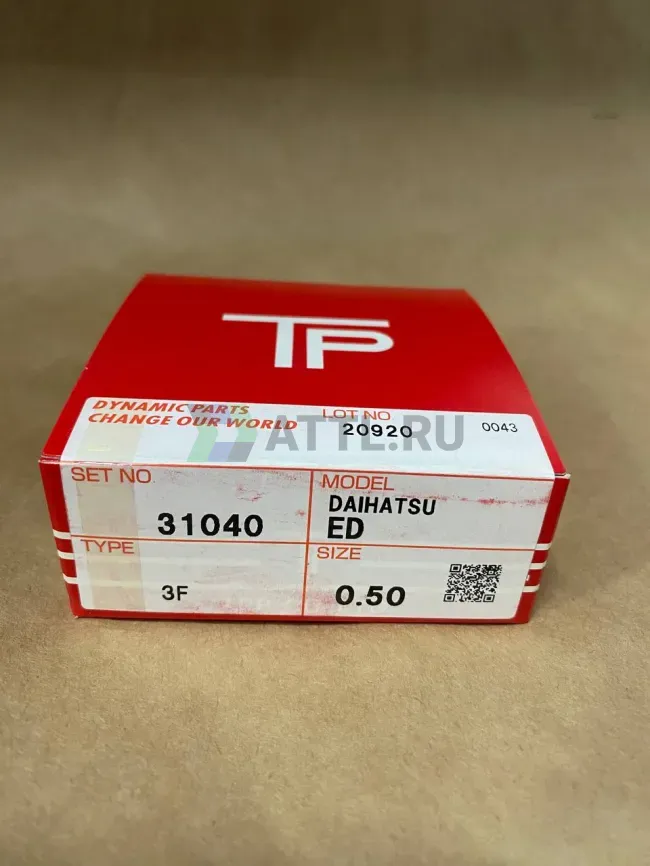 TP
DYNAMIC PARTS
CHANGE OUR WORLD
LOT NO
20920
0043
ATTL.RU
SET NO.
31040
MODEL
DAIHATSU
ED
TYPE
3F
SIZE
0.50